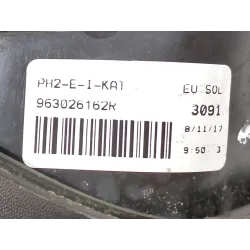 PH2-E-I-KAT EU SOL
963026162R 3091
8/11/17
9:50 3